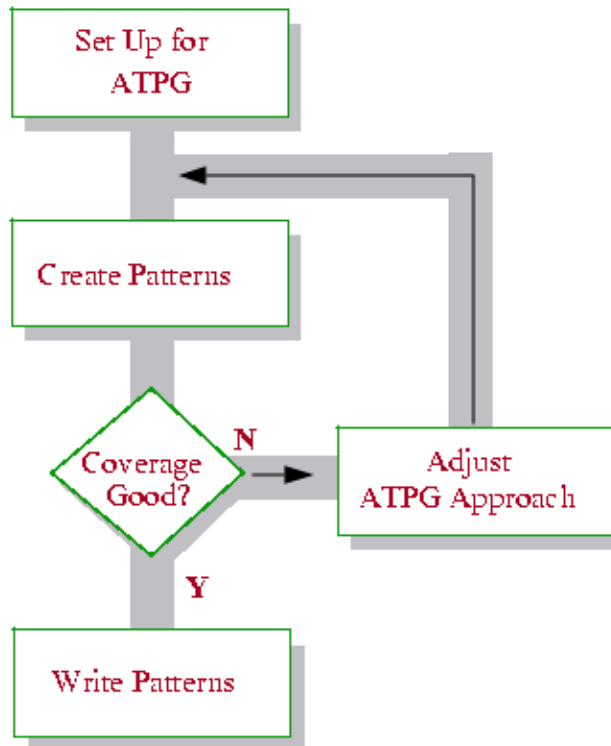 Set Up for
ATPG
Create Patterns
Coverage
Good?
N
Adjust
ATPG Approach
Y
Write Patterns